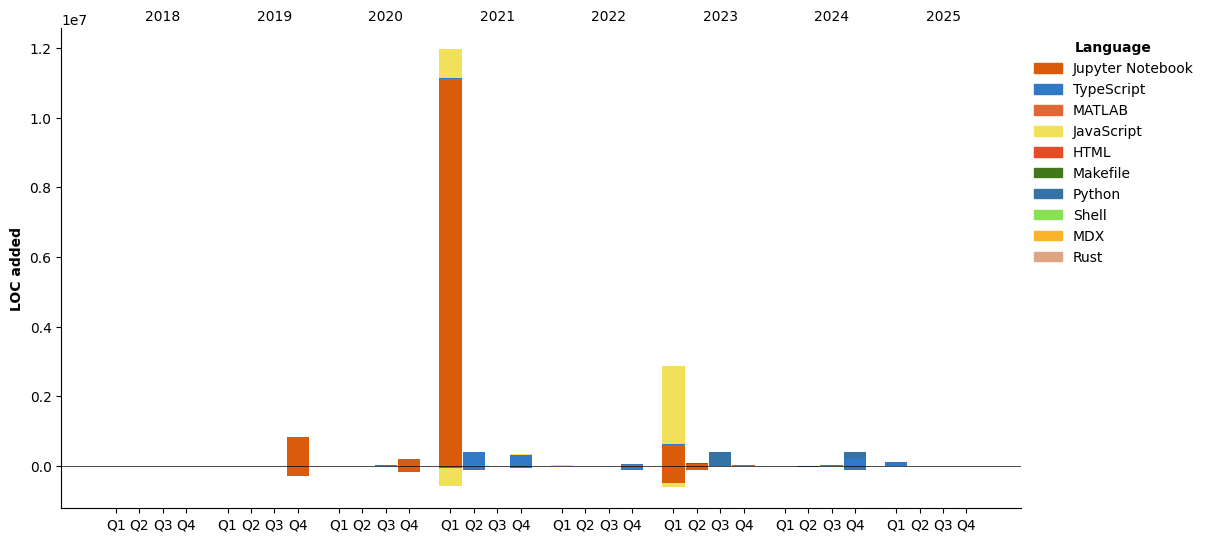 2018 2019 2020 2021 2022 2023 2024 2025
1e7
1.2
1.0
0.8
0.6
0.4
0.2
0.0
LOC added
Q1 Q2 Q3 Q4 Q1 Q2 Q3 Q4 Q1 Q2 Q3 Q4 Q1 Q2 Q3 Q4 Q1 Q2 Q3 Q4 Q1 Q2 Q3 Q4 Q1 Q2 Q3 Q4 Q1 Q2 Q3 Q4
Language
Jupyter Notebook
TypeScript
MATLAB
JavaScript
HTML
Makefile
Python
Shell
MDX
Rust